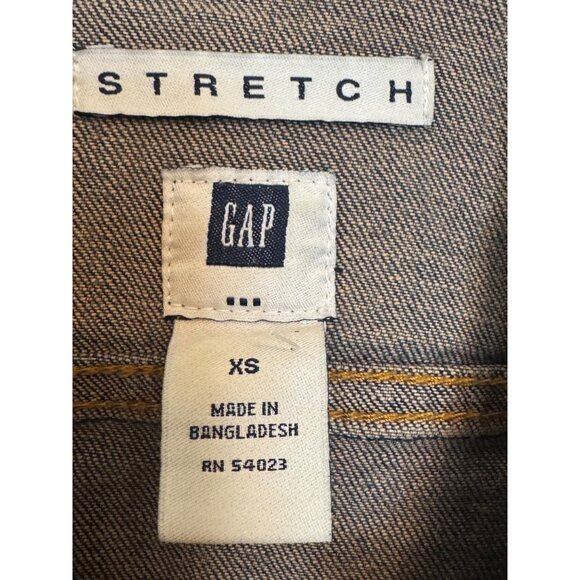 STRETCH
GAP
XS
MADE IN
BANGLADESH
RN 54023